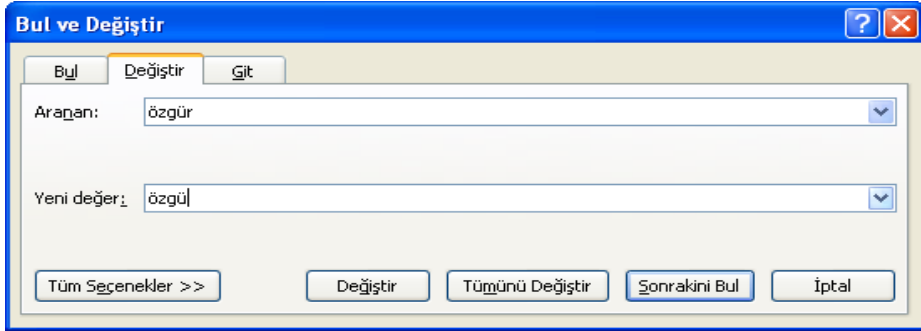 Bul ve Değiştir
Bul Değiştir Git
Aranan: özgür
Yeni değer: özgü
Tüm Seçenekler >> Değiştir Tümünü Değiştir Sonrakini Bul İptal